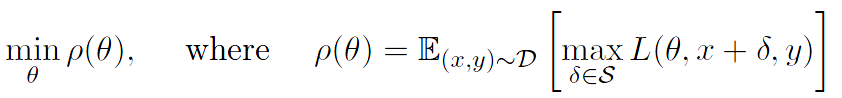 min_θ ρ(θ), where ρ(θ) = 𝔼_{(x,y)∼𝒟} [ max_{δ∈𝒮} L(θ, x + δ, y) ]